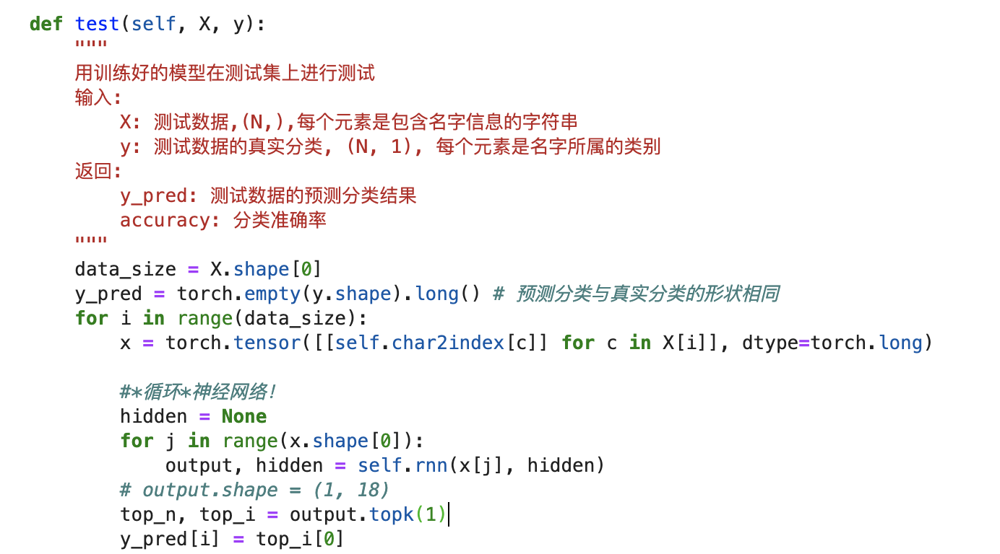 def test(self, X, y):
    """
    用训练好的模型在测试集上进行测试
    输入:
        X: 测试数据,(N,),每个元素是包含名字信息的字符串
        y: 测试数据的真实分类, (N, 1), 每个元素是名字所属的类别
    返回:
        y_pred: 测试数据的预测分类结果
        accuracy: 分类准确率
    """
    data_size = X.shape[0]
    y_pred = torch.empty(y.shape).long() # 预测分类与真实分类的形状相同
    for i in range(data_size):
        x = torch.tensor([[self.char2index[c]] for c in X[i]], dtype=torch.long)

        #*循环*神经网络!
        hidden = None
        for j in range(x.shape[0]):
            output, hidden = self.rnn(x[j], hidden)
        # output.shape = (1, 18)
        top_n, top_i = output.topk(1)
        y_pred[i] = top_i[0]